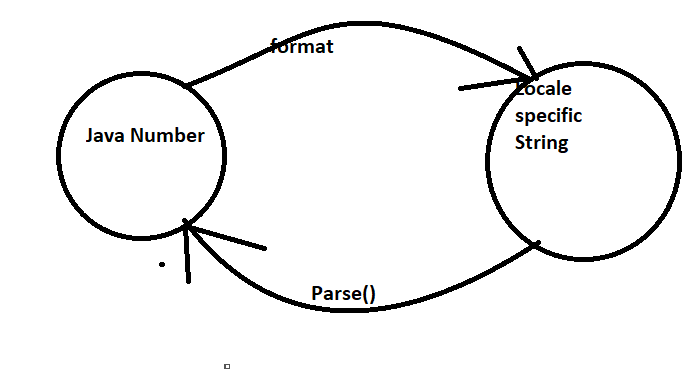 format
Java Number
Locale
specific
String
Parse()